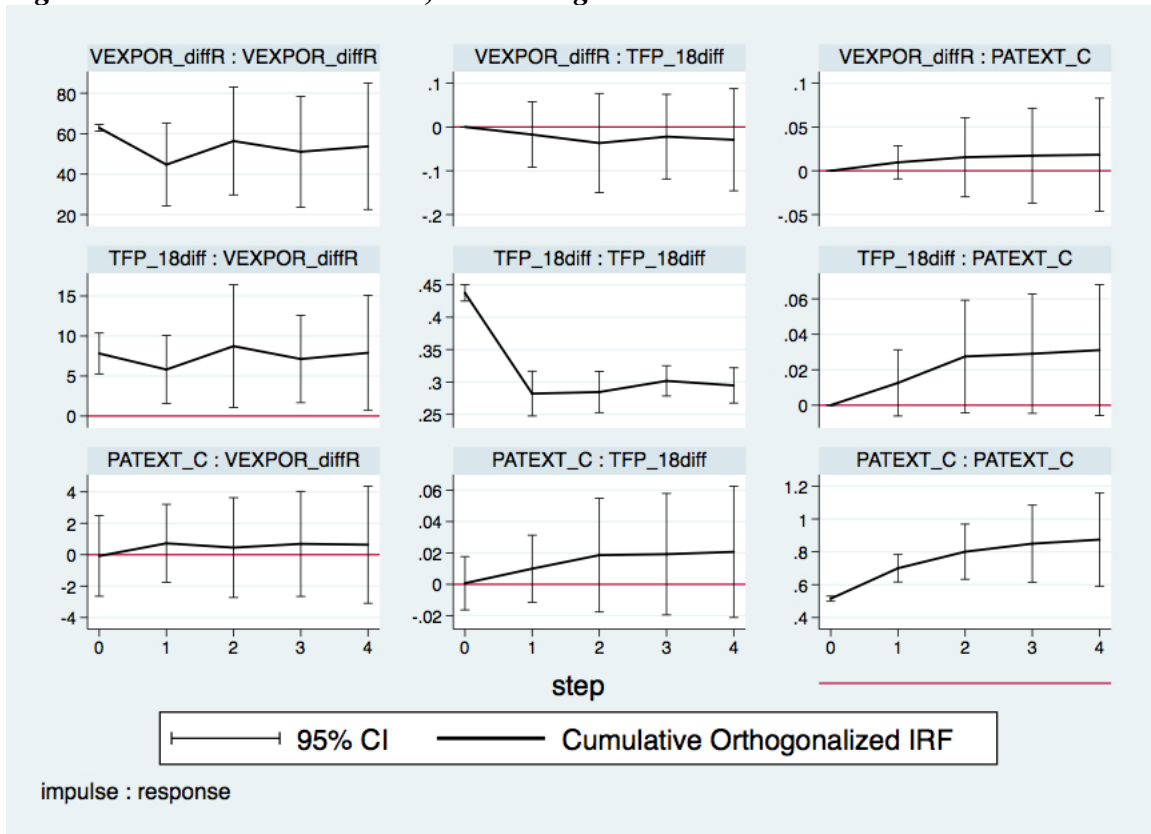 VEXPOR_diffR : VEXPOR_diffR VEXPOR_diffR : TFP_18diff VEXPOR_diffR : PATEXT_C
80 60 40 20
.1 0 -.1 -.2
.1 .05 0 -.05
TFP_18diff : VEXPOR_diffR TFP_18diff : TFP_18diff TFP_18diff : PATEXT_C
15 10 5 0
.45 .4 .35 .3 .25
.06 .04 .02 0
PATEXT_C : VEXPOR_diffR PATEXT_C : TFP_18diff PATEXT_C : PATEXT_C
4 2 0 -2 -4
.06 .04 .02 0 -.02
1.2 1 .8 .6 .4
0 1 2 3 4 0 1 2 3 4 0 1 2 3 4
step
95% CI Cumulative Orthogonalized IRF
impulse : response